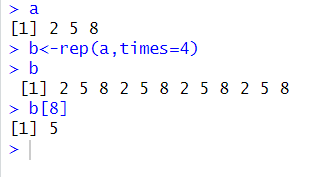 > a
[1] 2 5 8
> b<-rep(a,times=4)
> b
 [1] 2 5 8 2 5 8 2 5 8 2 5 8
> b[8]
[1] 5
>